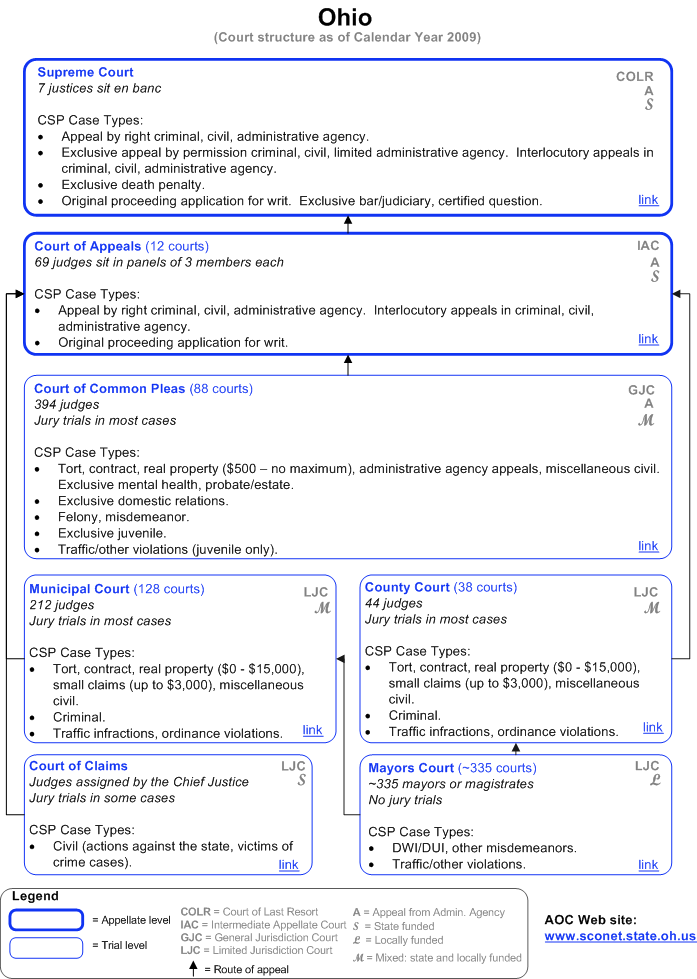 Ohio
(Court structure as of Calendar Year 2009)
Supreme Court
COLR
7 justices sit en banc
A
S
CSP Case Types:
• Appeal by right criminal, civil, administrative agency.
• Exclusive appeal by permission criminal, civil, limited administrative agency. Interlocutory appeals in
criminal, civil, administrative agency.
• Exclusive death penalty.
• Original proceeding application for writ. Exclusive bar/judiciary, certified question.
link
Court of Appeals (12 courts)
IAC
69 judges sit in panels of 3 members each
A
S
CSP Case Types:
• Appeal by right criminal, civil, administrative agency. Interlocutory appeals in criminal, civil,
administrative agency.
• Original proceeding application for writ.
link
Court of Common Pleas (88 courts)
GJC
394 judges
A
Jury trials in most cases
M
CSP Case Types:
• Tort, contract, real property ($500 – no maximum), administrative agency appeals, miscellaneous civil.
Exclusive mental health, probate/estate.
• Exclusive domestic relations.
• Felony, misdemeanor.
• Exclusive juvenile.
• Traffic/other violations (juvenile only).
link
Municipal Court (128 courts)
LJC
212 judges
M
Jury trials in most cases
CSP Case Types:
• Tort, contract, real property ($0 - $15,000),
small claims (up to $3,000), miscellaneous
civil.
• Criminal.
• Traffic infractions, ordinance violations.
link
County Court (38 courts)
LJC
44 judges
M
Jury trials in most cases
CSP Case Types:
• Tort, contract, real property ($0 - $15,000),
small claims (up to $3,000), miscellaneous
civil.
• Criminal.
• Traffic infractions, ordinance violations.
link
Court of Claims
LJC
Judges assigned by the Chief Justice
S
Jury trials in some cases
CSP Case Types:
• Civil (actions against the state, victims of
crime cases).
link
Mayors Court (~335 courts)
LJC
~335 mayors or magistrates
L
No jury trials
CSP Case Types:
• DWI/DUI, other misdemeanors.
• Traffic/other violations.
link
Legend
= Appellate level
= Trial level
COLR = Court of Last Resort
IAC = Intermediate Appellate Court
GJC = General Jurisdiction Court
LJC = Limited Jurisdiction Court
= Route of appeal
A = Appeal from Admin. Agency
S = State funded
L = Locally funded
M = Mixed: state and locally funded
AOC Web site:
www.sconet.state.oh.us